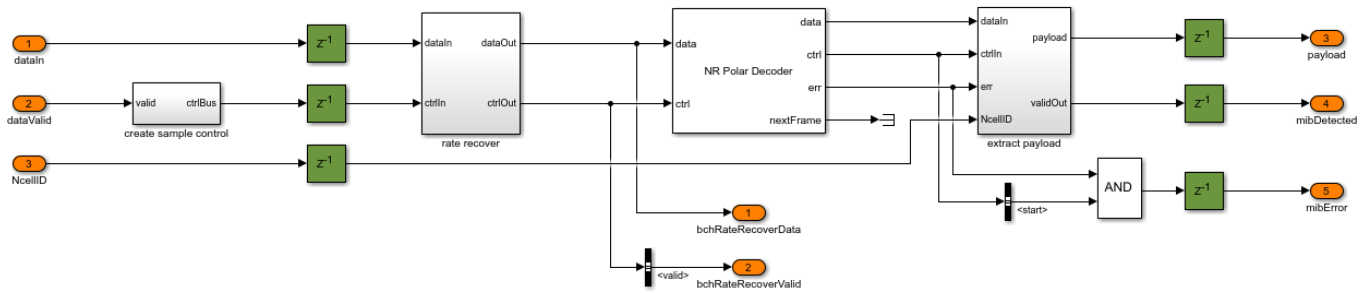 1
dataIn
2
dataValid
3
NcellID
valid
ctrlBus
create sample control
z-1
z-1
z-1
dataIn
dataOut
ctrlIn
ctrlOut
rate recover
data
data
ctrl
NR Polar Decoder
err
ctrl
nextFrame
dataIn
payload
ctrlIn
err
validOut
NcellID
extract payload
z-1
3
payload
z-1
4
mibDetected
AND
z-1
5
mibError
<start>
1
bchRateRecoverData
<valid>
2
bchRateRecoverValid